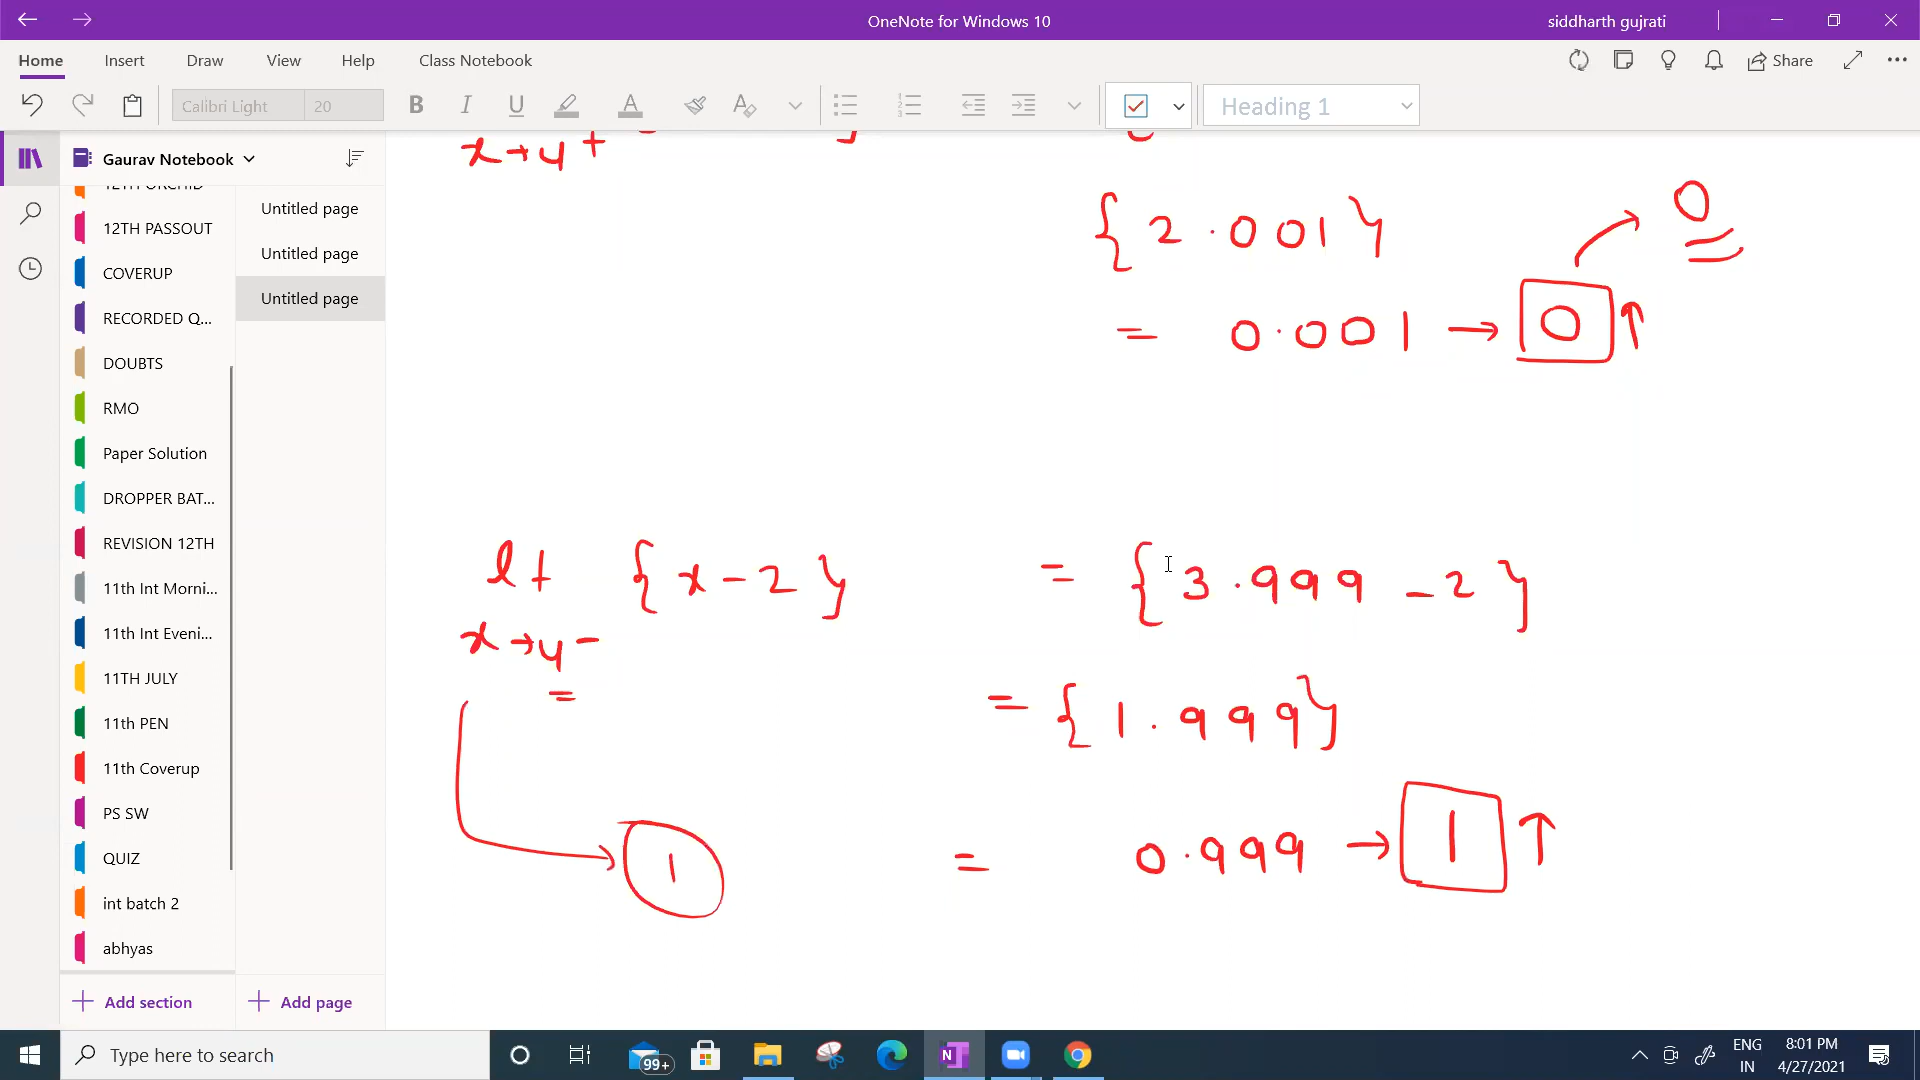 OneNote for Windows 10
siddharth gujrati
Home Insert Draw View Help Class Notebook
Share
Calibri Light 20
B I U A
Heading 1
Gaurav Notebook
12TH ORCHID
12TH PASSOUT
COVERUP
RECORDED Q...
DOUBTS
RMO
Paper Solution
DROPPER BAT...
REVISION 12TH
11th Int Morni...
11th Int Eveni...
11TH JULY
11th PEN
11th Coverup
PS SW
QUIZ
int batch 2
abhyas
Add section
Untitled page
Untitled page
Untitled page
Add page
x→4+
{2.001}
= 0.001 → 0 ↑ 0
lt {x-2} = {3.999 -2}
x→4-
= {1.999}
= 0.999 → 1 ↑
1
Type here to search
99+
N
ENG
IN
8:01 PM
4/27/2021